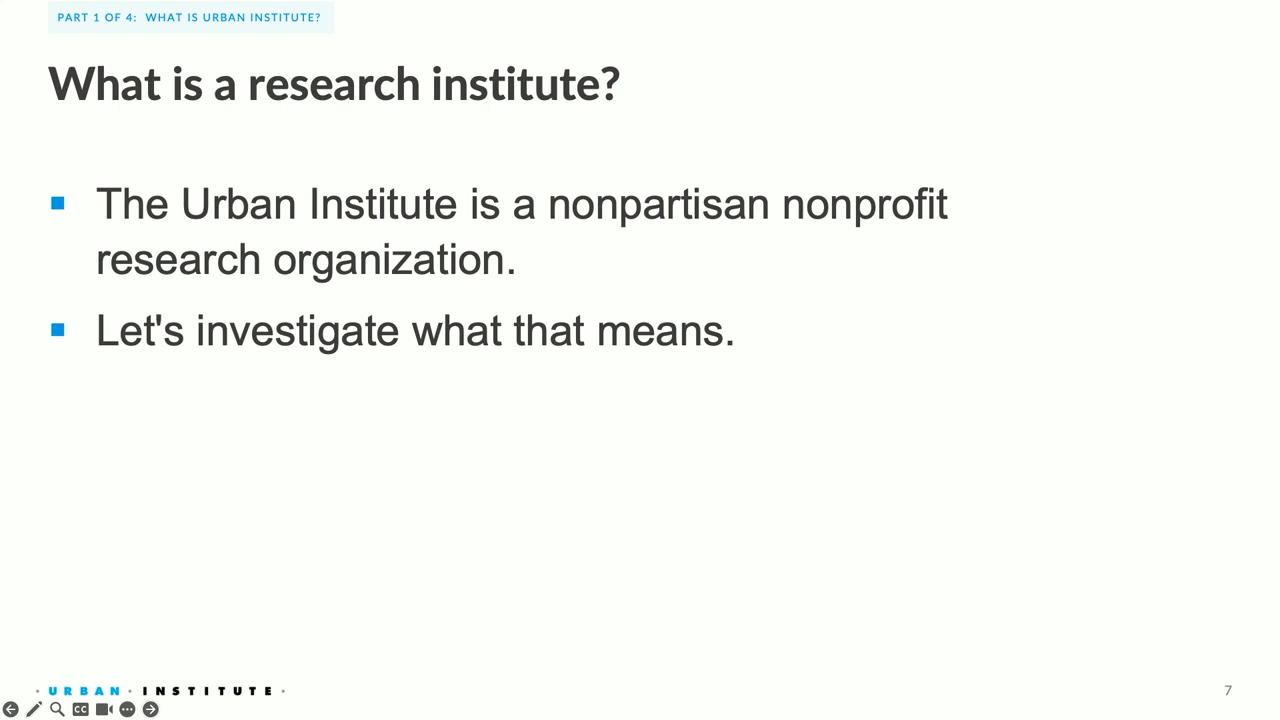 PART 1 OF 4: WHAT IS URBAN INSTITUTE?
What is a research institute?
▪ The Urban Institute is a nonpartisan nonprofit
research organization.
▪ Let's investigate what that means.
· URBAN · INSTITUTE ·
7
CC